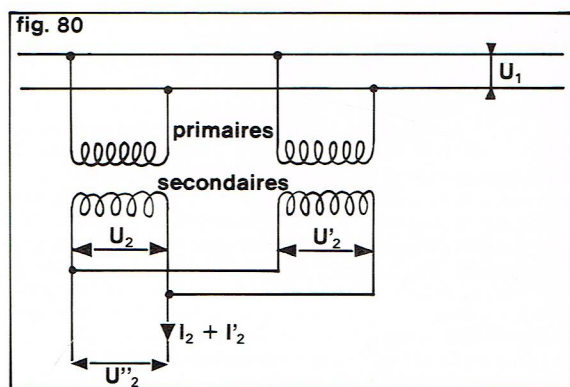 fig. 80
U₁
primaires
secondaires
U₂ U'₂
I₂ + I'₂
U''₂